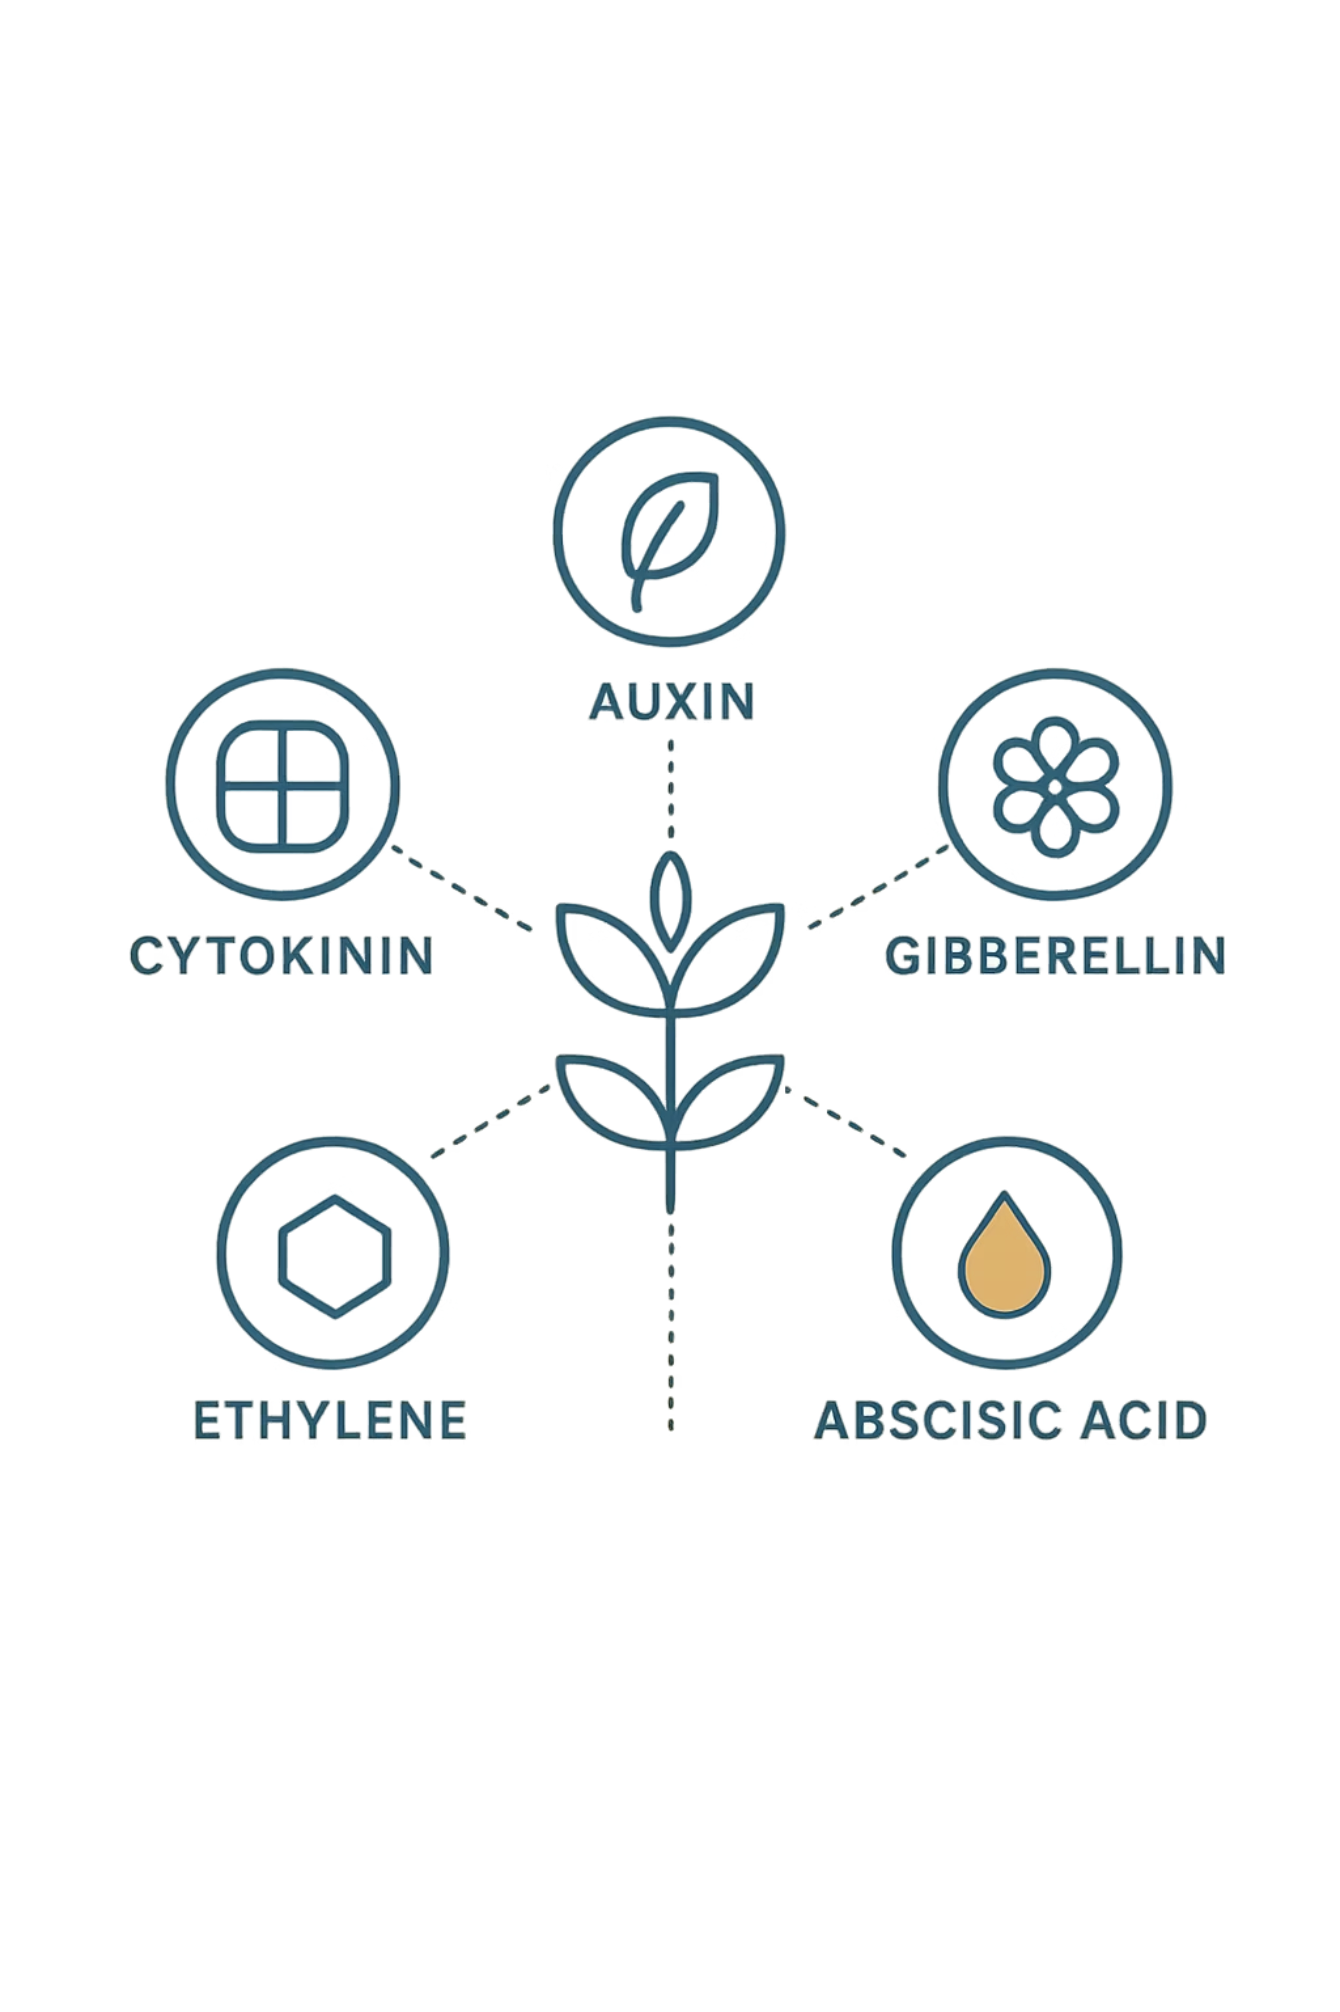 AUXIN
CYTOKININ
GIBBERELLIN
ETHYLENE
ABSCISIC ACID